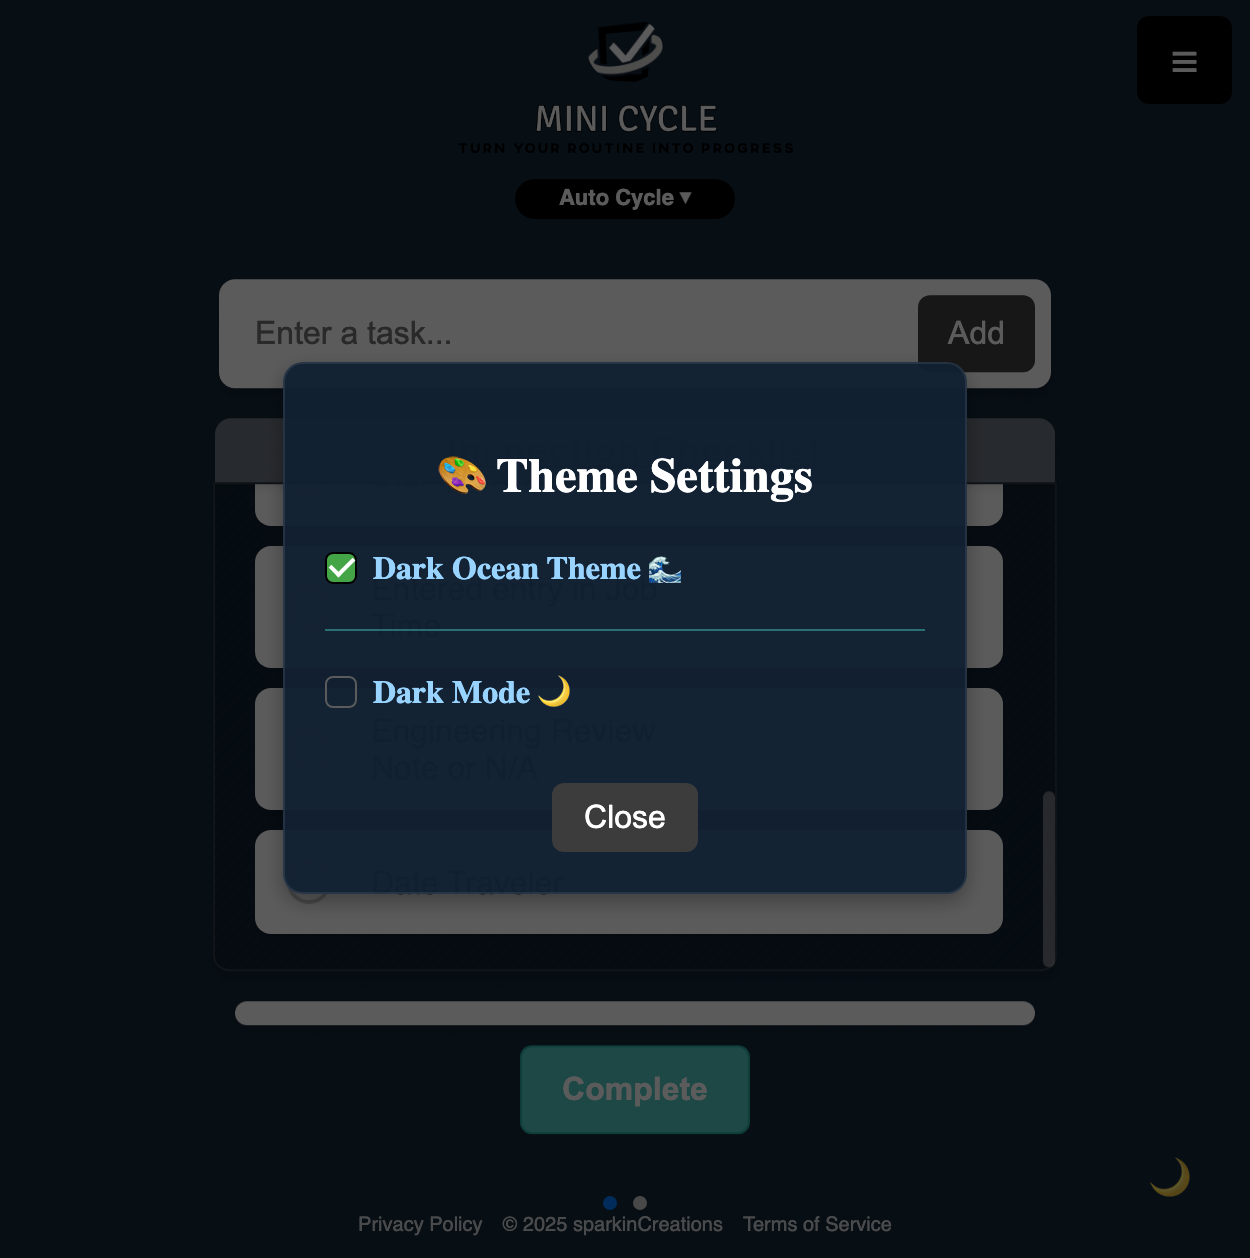 MINI CYCLE
TURN YOUR ROUTINE INTO PROGRESS
Auto Cycle ▾
Enter a task...
Add
🎨 Theme Settings
Dark Ocean Theme 🌊
Entered entry in Job
Time
Dark Mode 🌙
Engineering Review
Note or N/A
Close
Date Traveler
Complete
Privacy Policy © 2025 sparkinCreations Terms of Service